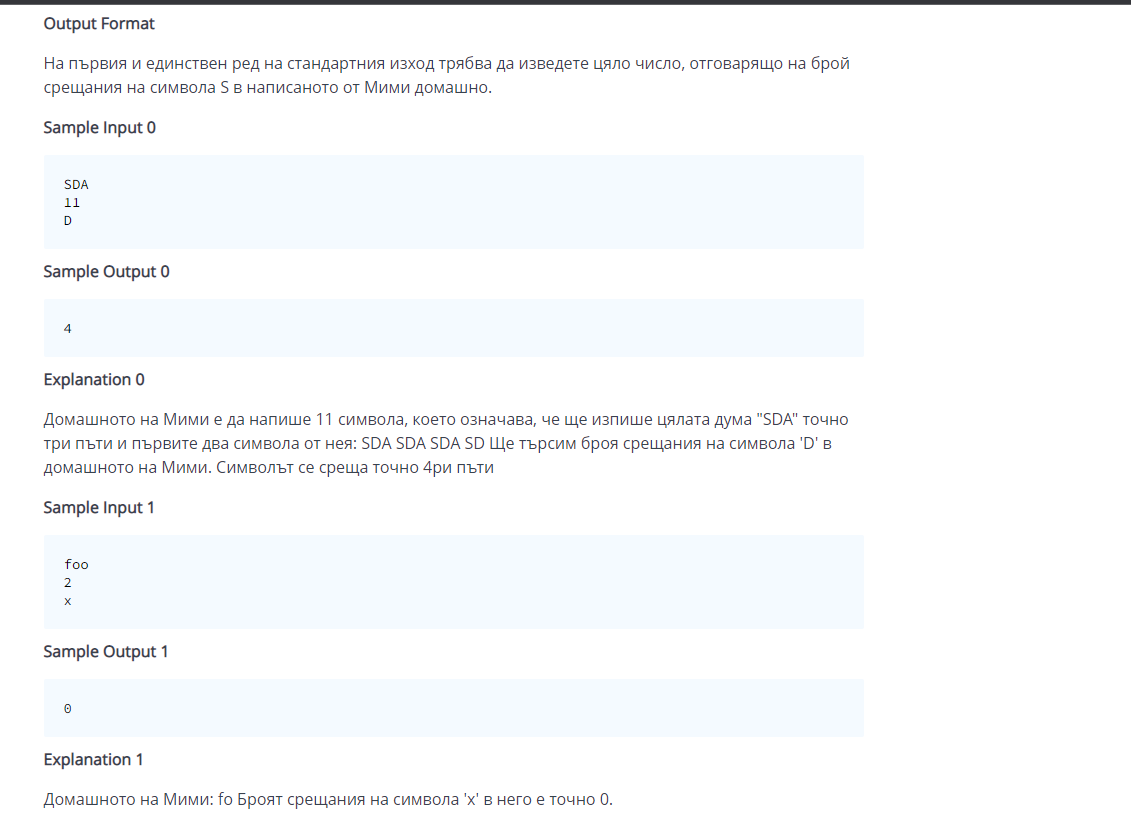 Output Format
На първия и единствен ред на стандартния изход трябва да изведете цяло число, отговарящо на брой
срещания на символа S в написаното от Мими домашно.
Sample Input 0
SDA
11
D
Sample Output 0
4
Explanation 0
Домашното на Мими е да напише 11 символа, което означава, че ще изпише цялата дума "SDA" точно
три пъти и първите два символа от нея: SDA SDA SDA SD Ще търсим броя срещания на символа 'D' в
домашното на Мими. Символът се среща точно 4ри пъти
Sample Input 1
foo
2
x
Sample Output 1
0
Explanation 1
Домашното на Мими: fo Броят срещания на символа 'x' в него е точно 0.